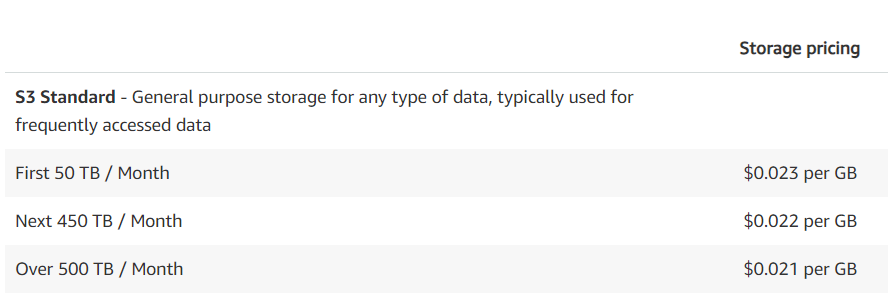 Storage pricing
S3 Standard - General purpose storage for any type of data, typically used for
frequently accessed data
First 50 TB / Month $0.023 per GB
Next 450 TB / Month $0.022 per GB
Over 500 TB / Month $0.021 per GB